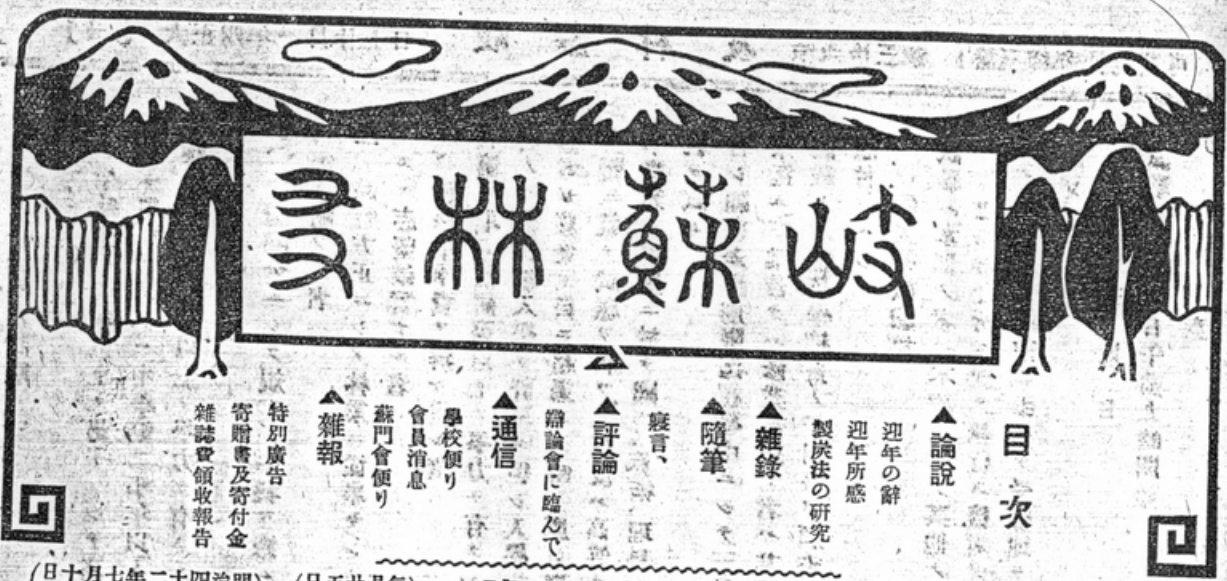 岐蘇林友
目次
▲論說
迎年の辭
迎年所感
製炭法の硏究
▲雜錄
▲隨筆
寢言、
▲評論
辯論會に臨んで
▲通信
學校便り
會員消息
蘇門會便り
▲雜報
特別廣告
寄贈書及寄付金
雜誌費領收報告